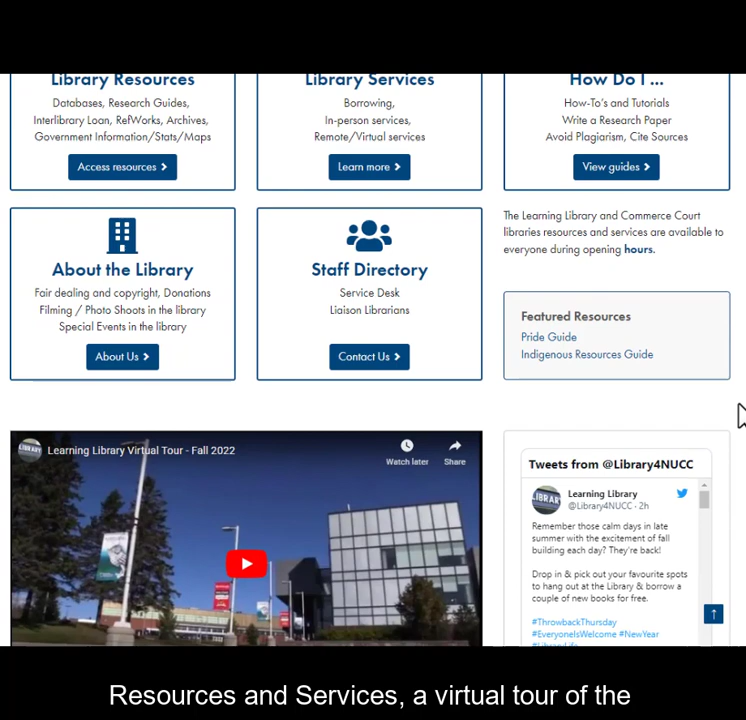 Library Resources
Databases, Research Guides,
Interlibrary Loan, RefWorks, Archives,
Government Information/Stats/Maps
Access resources
Library Services
Borrowing,
In-person services,
Remote/Virtual services
Learn more
How Do I ...
How-To's and Tutorials
Write a Research Paper
Avoid Plagiarism, Cite Sources
View guides
About the Library
Fair dealing and copyright, Donations
Filming / Photo Shoots in the library
Special Events in the library
About Us
Staff Directory
Service Desk
Liaison Librarians
Contact Us
The Learning Library and Commerce Court
libraries resources and services are available to
everyone during opening hours.
Featured Resources
Pride Guide
Indigenous Resources Guide
LIBRARY
Learning Library Virtual Tour - Fall 2022
Watch later
Share
Tweets from @Library4NUCC
Learning Library
@Library4NUCC · 2h
Remember those calm days in late
summer with the excitement of fall
building each day? They're back!
Drop in & pick out your favourite spots
to hang out at the Library & borrow a
couple of new books for free.
#ThrowbackThursday
#EveryoneIsWelcome #NewYear
Resources and Services, a virtual tour of the